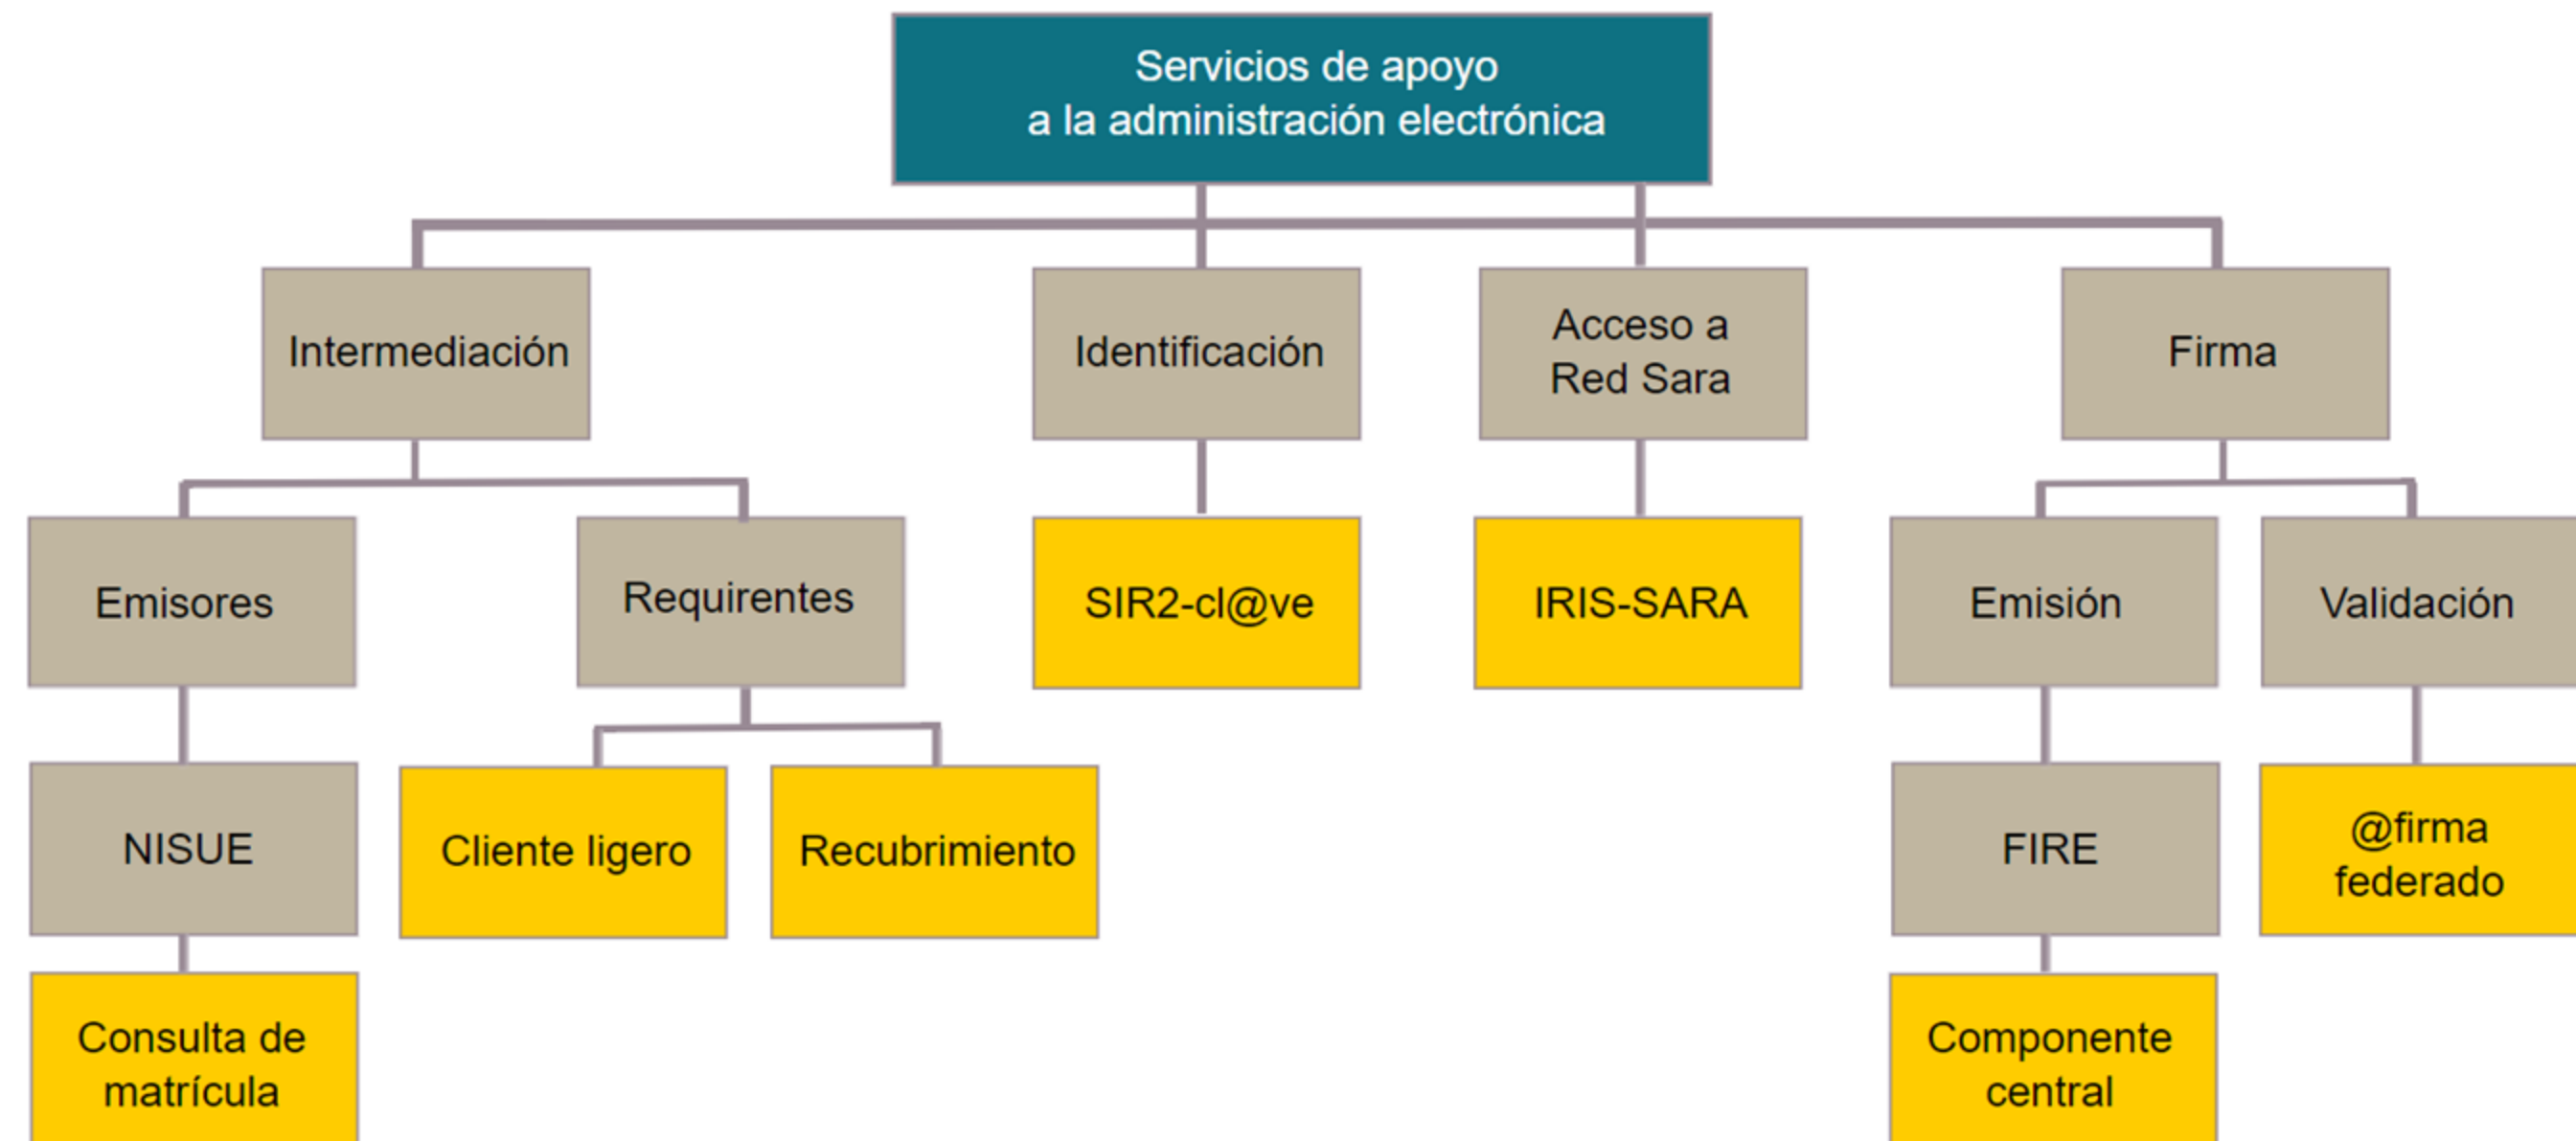 Servicios de apoyo
a la administración electrónica
Intermediación
Identificación
Acceso a
Red Sara
Firma
Emisores
Requirentes
SIR2-cl@ve
IRIS-SARA
Emisión
Validación
NISUE
Cliente ligero
Recubrimiento
FIRE
@firma
federado
Consulta de
matrícula
Componente
central